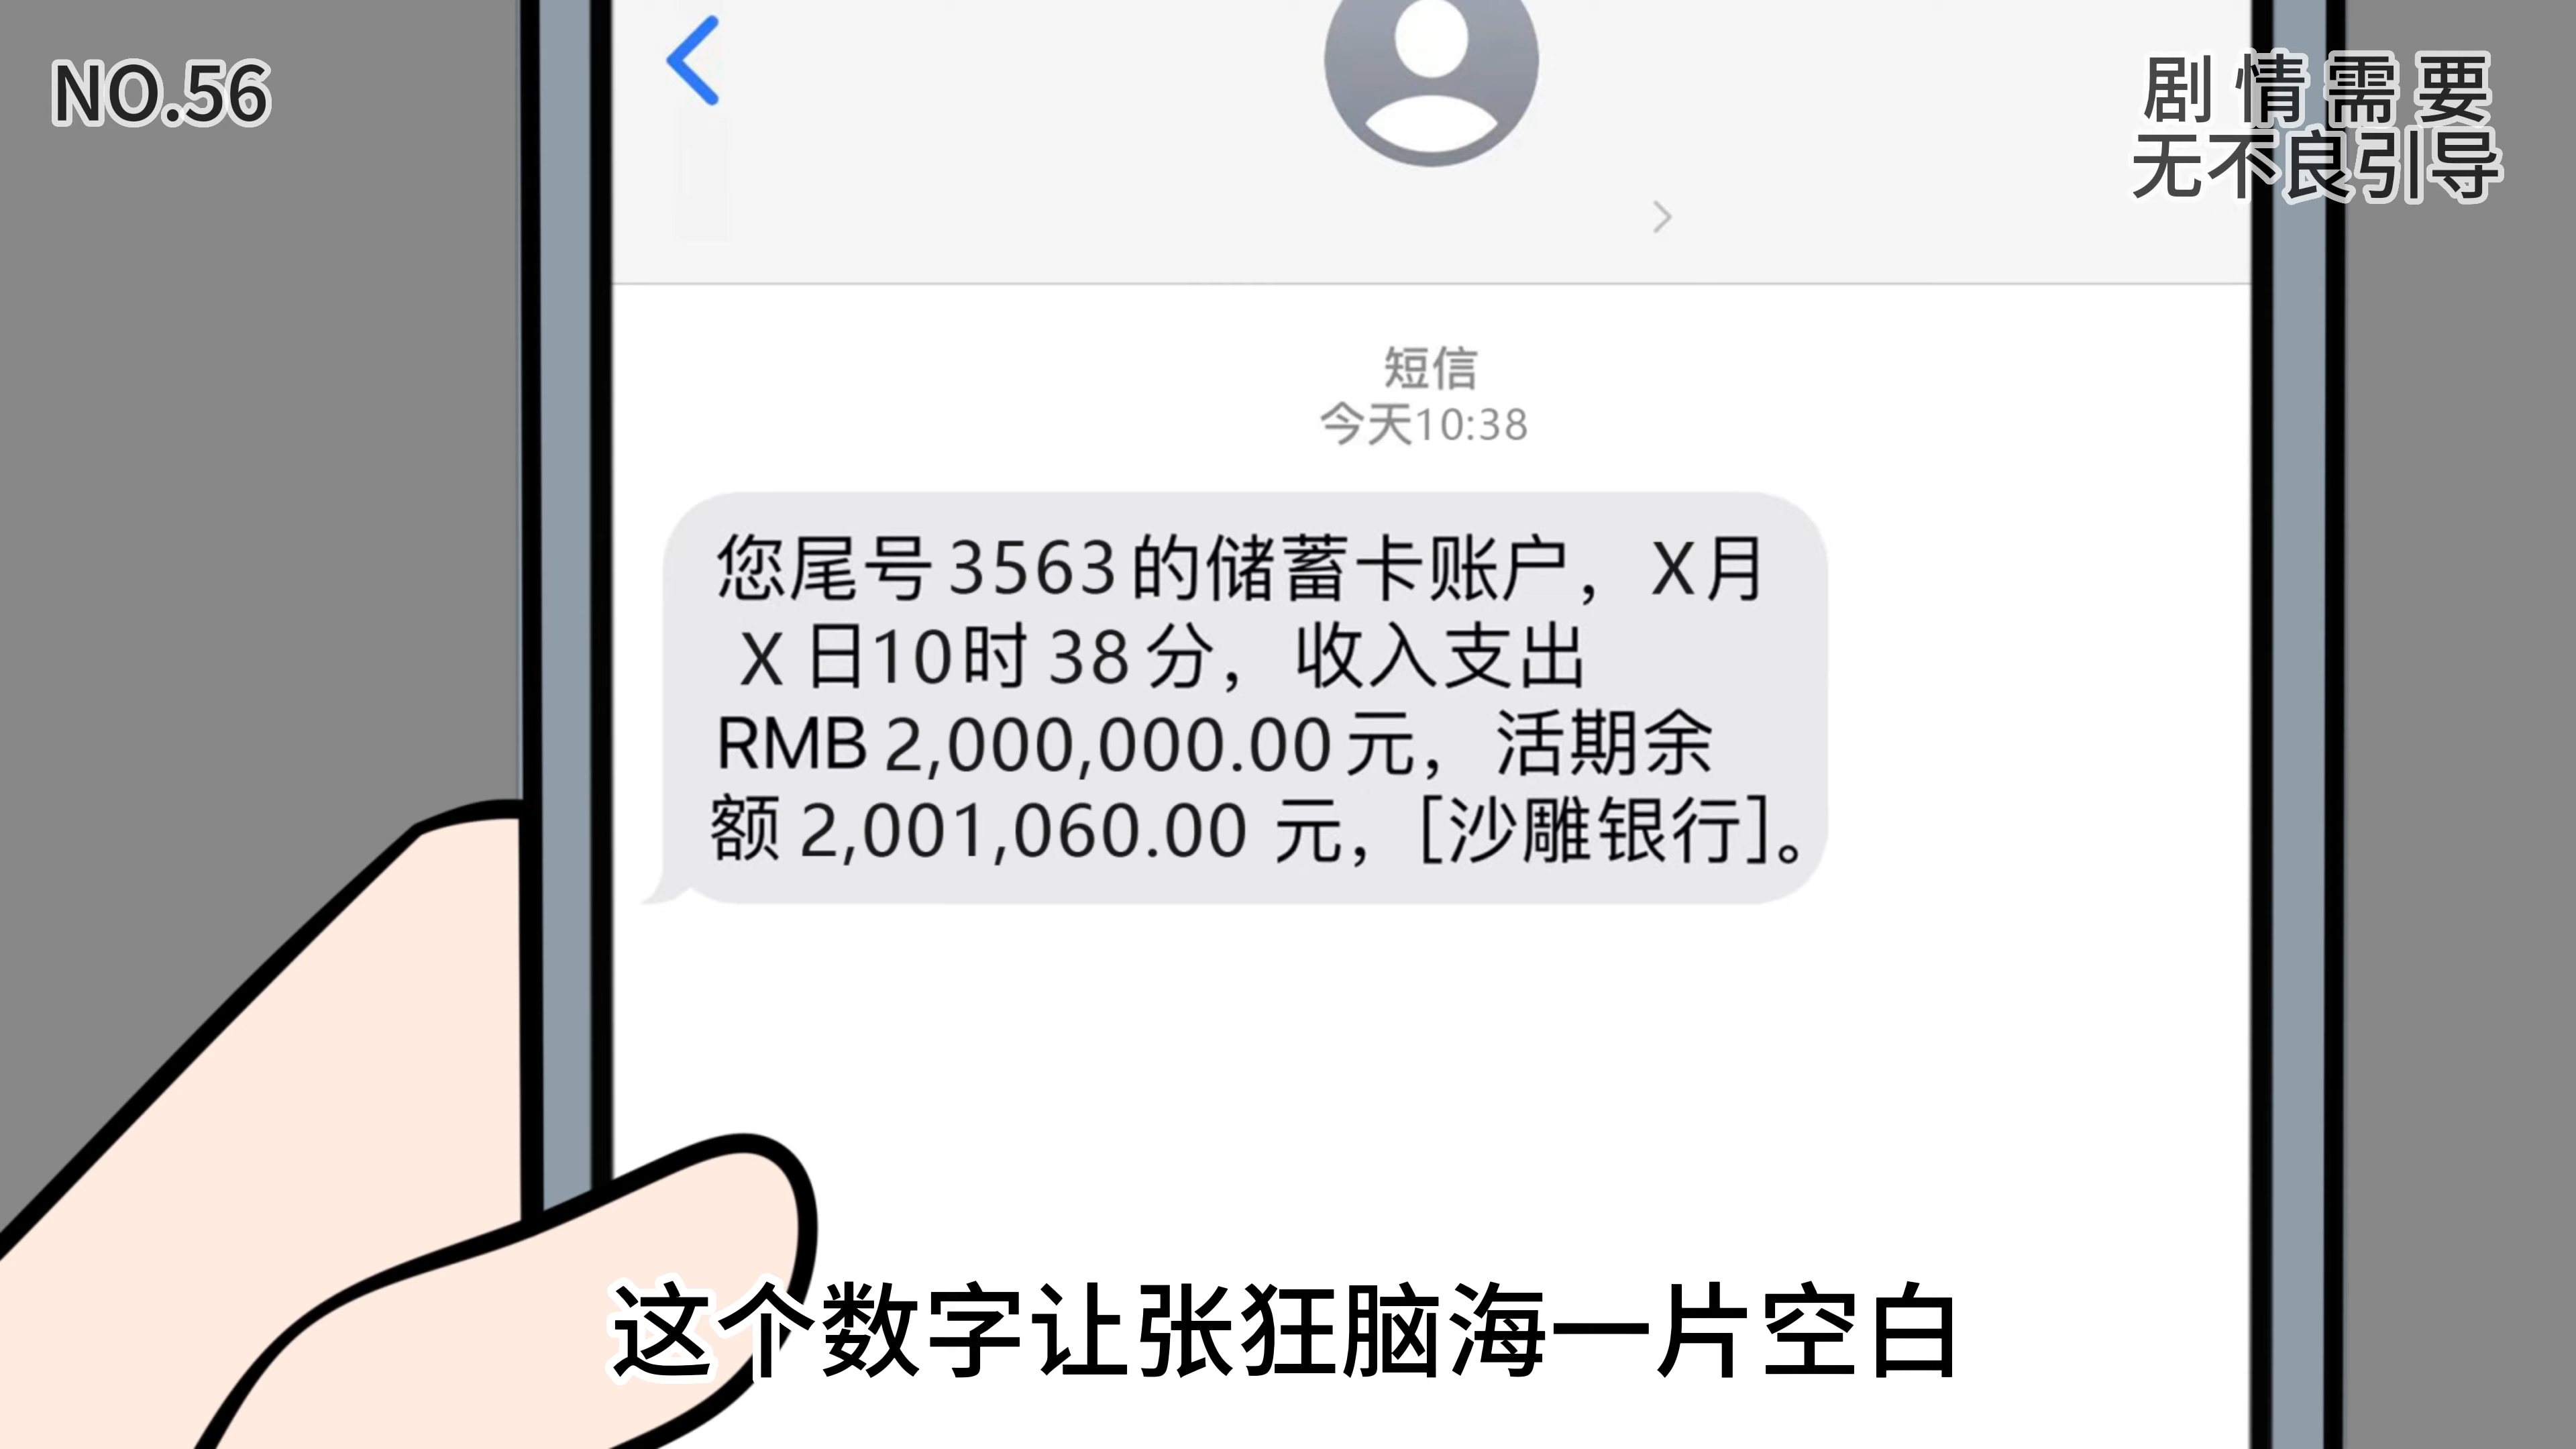 NO.56
剧情需要
无不良引导
短信
今天10:38
您尾号3563的储蓄卡账户，X月
X日10时38分，收入支出
RMB2,000,000.00元，活期余
额2,001,060.00元，[沙雕银行]。
这个数字让张狂脑海一片空白